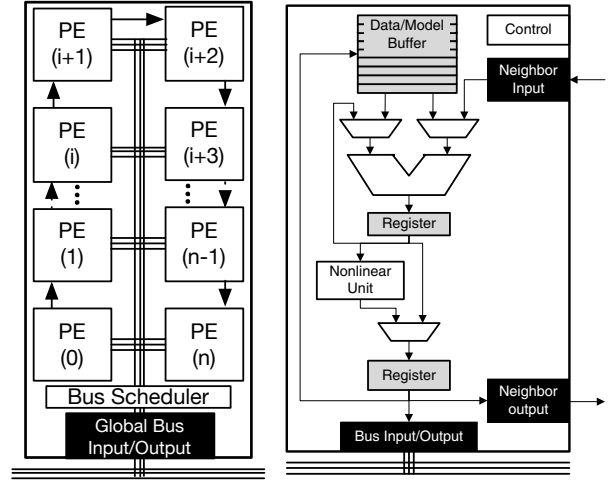 PE
(i+1)
PE
(i+2)
PE
(i)
PE
(i+3)
PE
(1)
PE
(n-1)
PE
(0)
PE
(n)
Bus Scheduler
Global Bus
Input/Output
Data/Model
Buffer
Control
Neighbor
Input
Register
Nonlinear
Unit
Register
Neighbor
output
Bus Input/Output